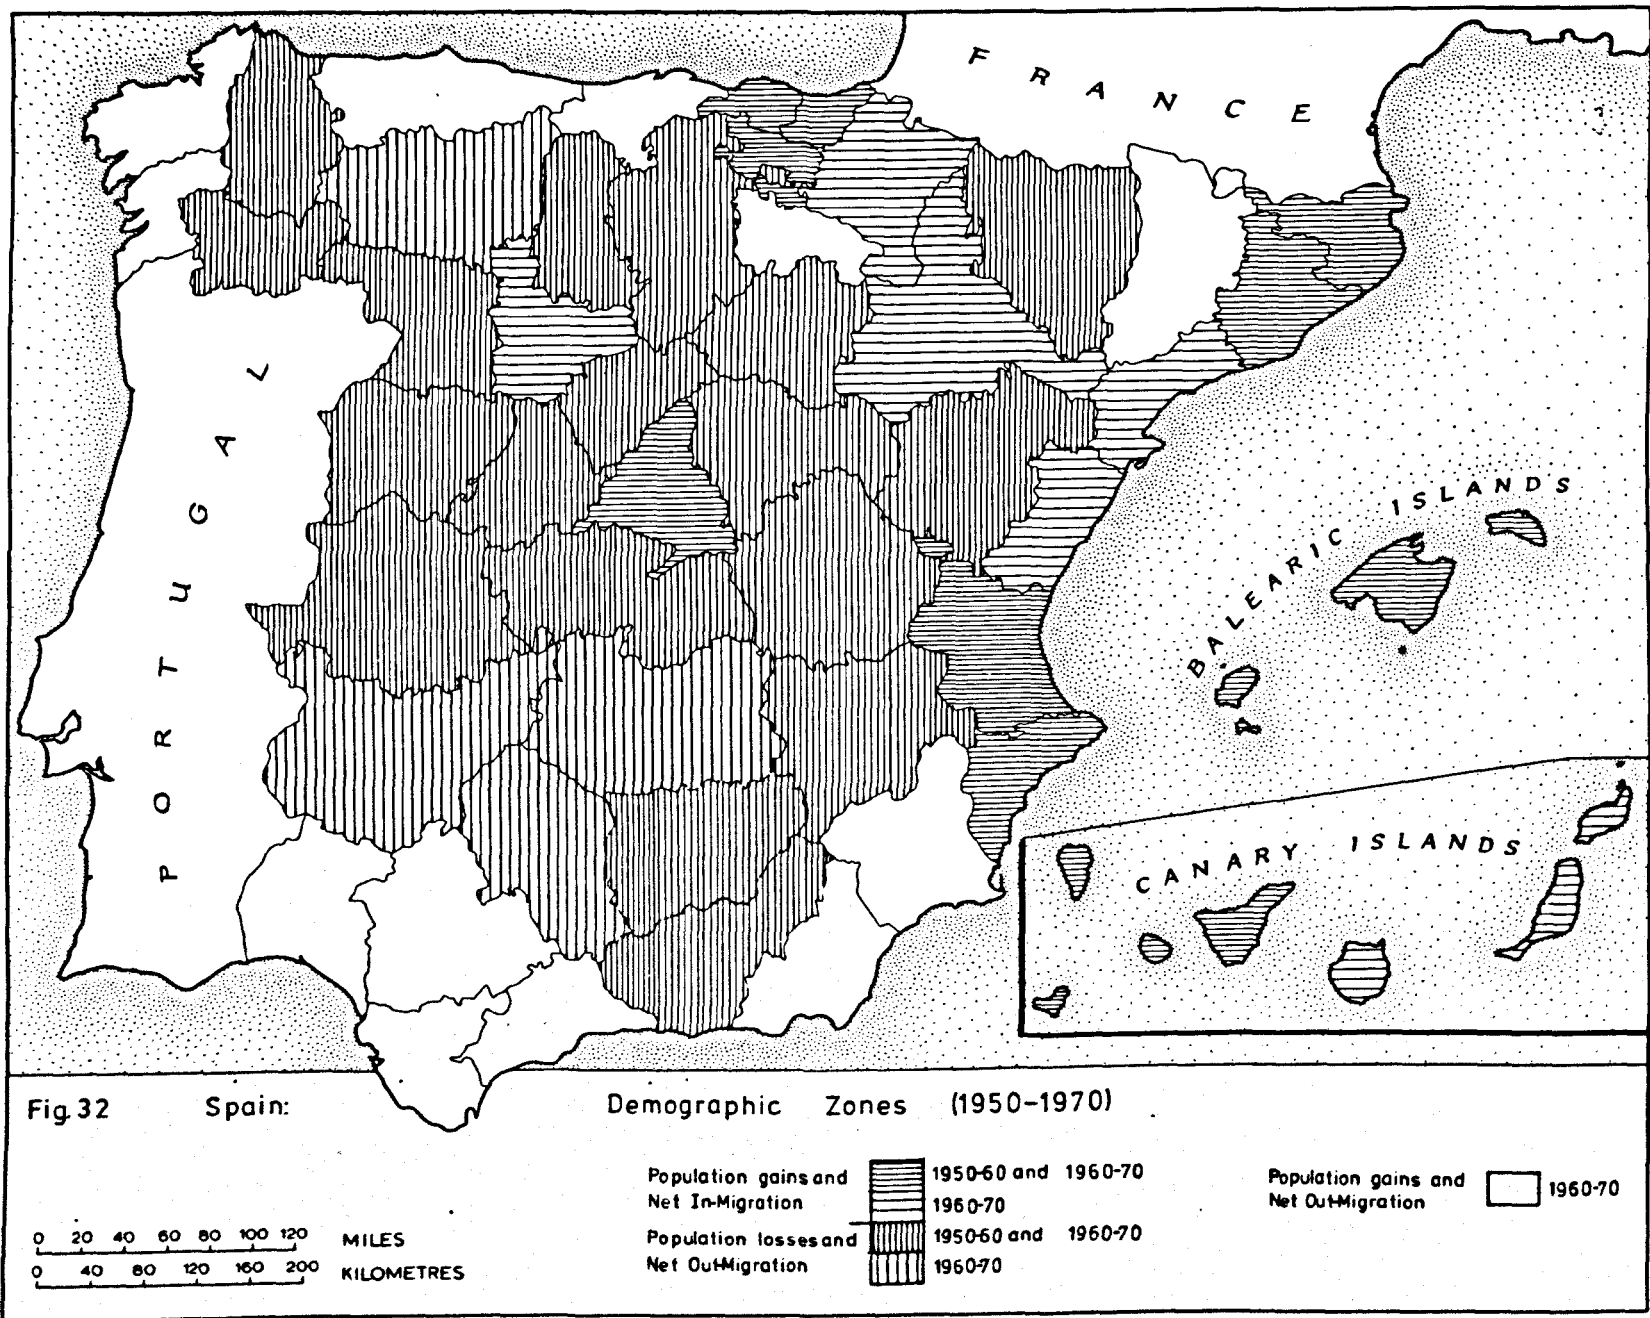 FRANCE
PORTUGAL
BALEARIC ISLANDS
CANARY ISLANDS
Fig.32 Spain: Demographic Zones (1950-1970)
Population gains and
Net In-Migration
1950-60 and 1960-70
1960-70
Population losses and
Net Out-Migration
1950-60 and 1960-70
1960-70
Population gains and
Net Out-Migration
1960-70
0 20 40 60 80 100 120 MILES
0 40 80 120 160 200 KILOMETRES